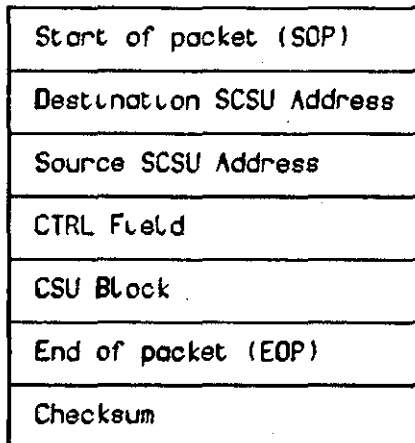 Start of packet (SOP)
Destination SCSU Address
Source SCSU Address
CTRL Field
CSU Block
End of packet (EOP)
Checksum